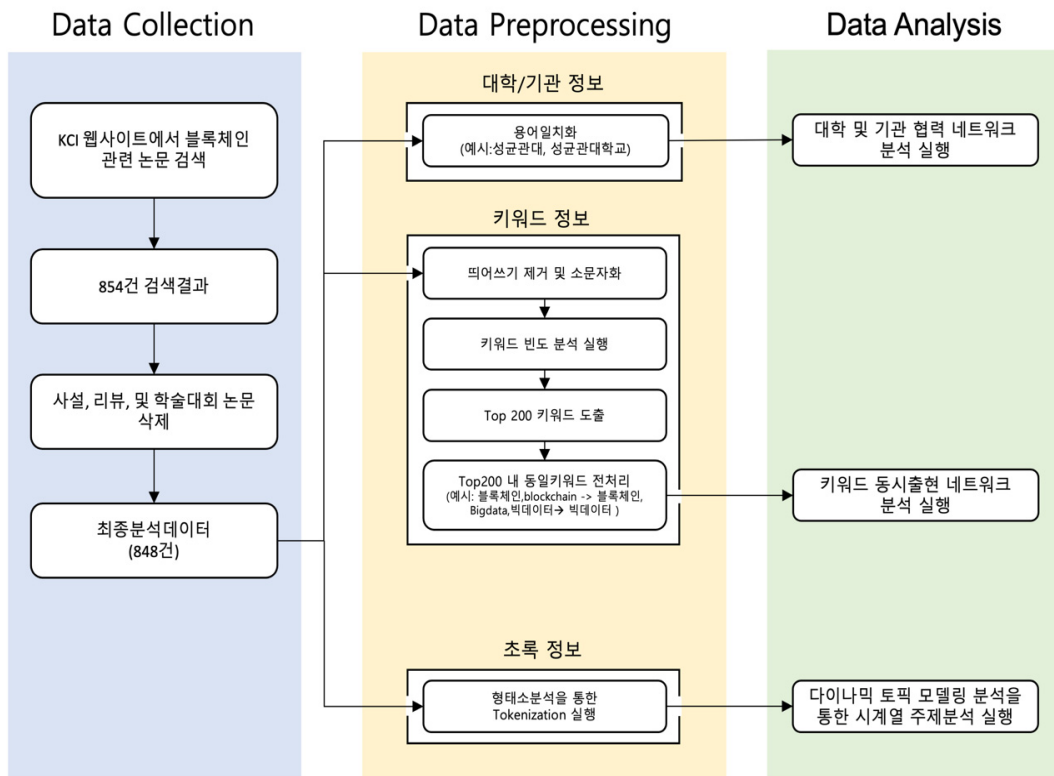 Data Collection
KCI 웹사이트에서 블록체인
관련 논문 검색
854건 검색결과
사설, 리뷰, 및 학술대회 논문
삭제
최종분석데이터
(848건)
Data Preprocessing
대학/기관 정보
용어일치화
(예시:성균관대, 성균관대학교)
키워드 정보
띄어쓰기 제거 및 소문자화
키워드 빈도 분석 실행
Top 200 키워드 도출
Top200 내 동일키워드 전처리
(예시: 블록체인,blockchain -> 블록체인,
Bigdata,빅데이터→ 빅데이터 )
초록 정보
형태소분석을 통한
Tokenization 실행
Data Analysis
대학 및 기관 협력 네트워크
분석 실행
키워드 동시출현 네트워크
분석 실행
다이나믹 토픽 모델링 분석을
통한 시계열 주제분석 실행